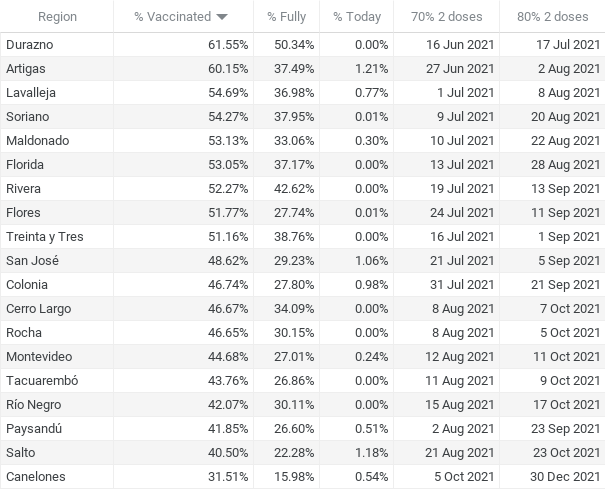 Region % Vaccinated % Fully % Today 70% 2 doses 80% 2 doses
Durazno 61.55% 50.34% 0.00% 16 Jun 2021 17 Jul 2021
Artigas 60.15% 37.49% 1.21% 27 Jun 2021 2 Aug 2021
Lavalleja 54.69% 36.98% 0.77% 1 Jul 2021 8 Aug 2021
Soriano 54.27% 37.95% 0.01% 9 Jul 2021 20 Aug 2021
Maldonado 53.13% 33.06% 0.30% 10 Jul 2021 22 Aug 2021
Florida 53.05% 37.17% 0.00% 13 Jul 2021 28 Aug 2021
Rivera 52.27% 42.62% 0.00% 19 Jul 2021 13 Sep 2021
Flores 51.77% 27.74% 0.01% 24 Jul 2021 11 Sep 2021
Treinta y Tres 51.16% 38.76% 0.00% 16 Jul 2021 1 Sep 2021
San José 48.62% 29.23% 1.06% 21 Jul 2021 5 Sep 2021
Colonia 46.74% 27.80% 0.98% 31 Jul 2021 21 Sep 2021
Cerro Largo 46.67% 34.09% 0.00% 8 Aug 2021 7 Oct 2021
Rocha 46.65% 30.15% 0.00% 8 Aug 2021 5 Oct 2021
Montevideo 44.68% 27.01% 0.24% 12 Aug 2021 11 Oct 2021
Tacuarembó 43.76% 26.86% 0.00% 11 Aug 2021 9 Oct 2021
Río Negro 42.07% 30.11% 0.00% 15 Aug 2021 17 Oct 2021
Paysandú 41.85% 26.60% 0.51% 2 Aug 2021 23 Sep 2021
Salto 40.50% 22.28% 1.18% 21 Aug 2021 23 Oct 2021
Canelones 31.51% 15.98% 0.54% 5 Oct 2021 30 Dec 2021